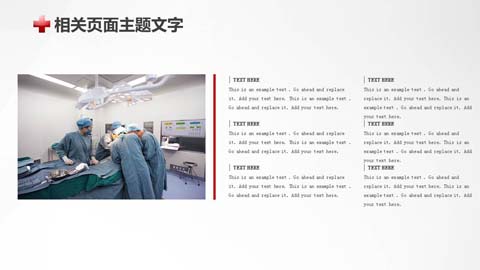 相关页面主题文字
TEXT HERE
This is an example text . Go ahead and replace
it. Add your text here. This is an example text .
Go ahead and replace it. Add your text here.
TEXT HERE
This is an example text . Go ahead and replace
it. Add your text here. This is an example text .
Go ahead and replace it. Add your text here.
TEXT HERE
This is an example text . Go ahead and replace
it. Add your text here. This is an example text .
Go ahead and replace it. Add your text here.
TEXT HERE
This is an example text . Go ahead and
replace it. Add your text here. This is an
example text . Go ahead and replace it. Add
your text here.
TEXT HERE
This is an example text . Go ahead and
replace it. Add your text here. This is an
example text . Go ahead and replace it. Add
your text here.
TEXT HERE
This is an example text . Go ahead and
replace it. Add your text here. This is an
example text . Go ahead and replace it. Add
your text here.